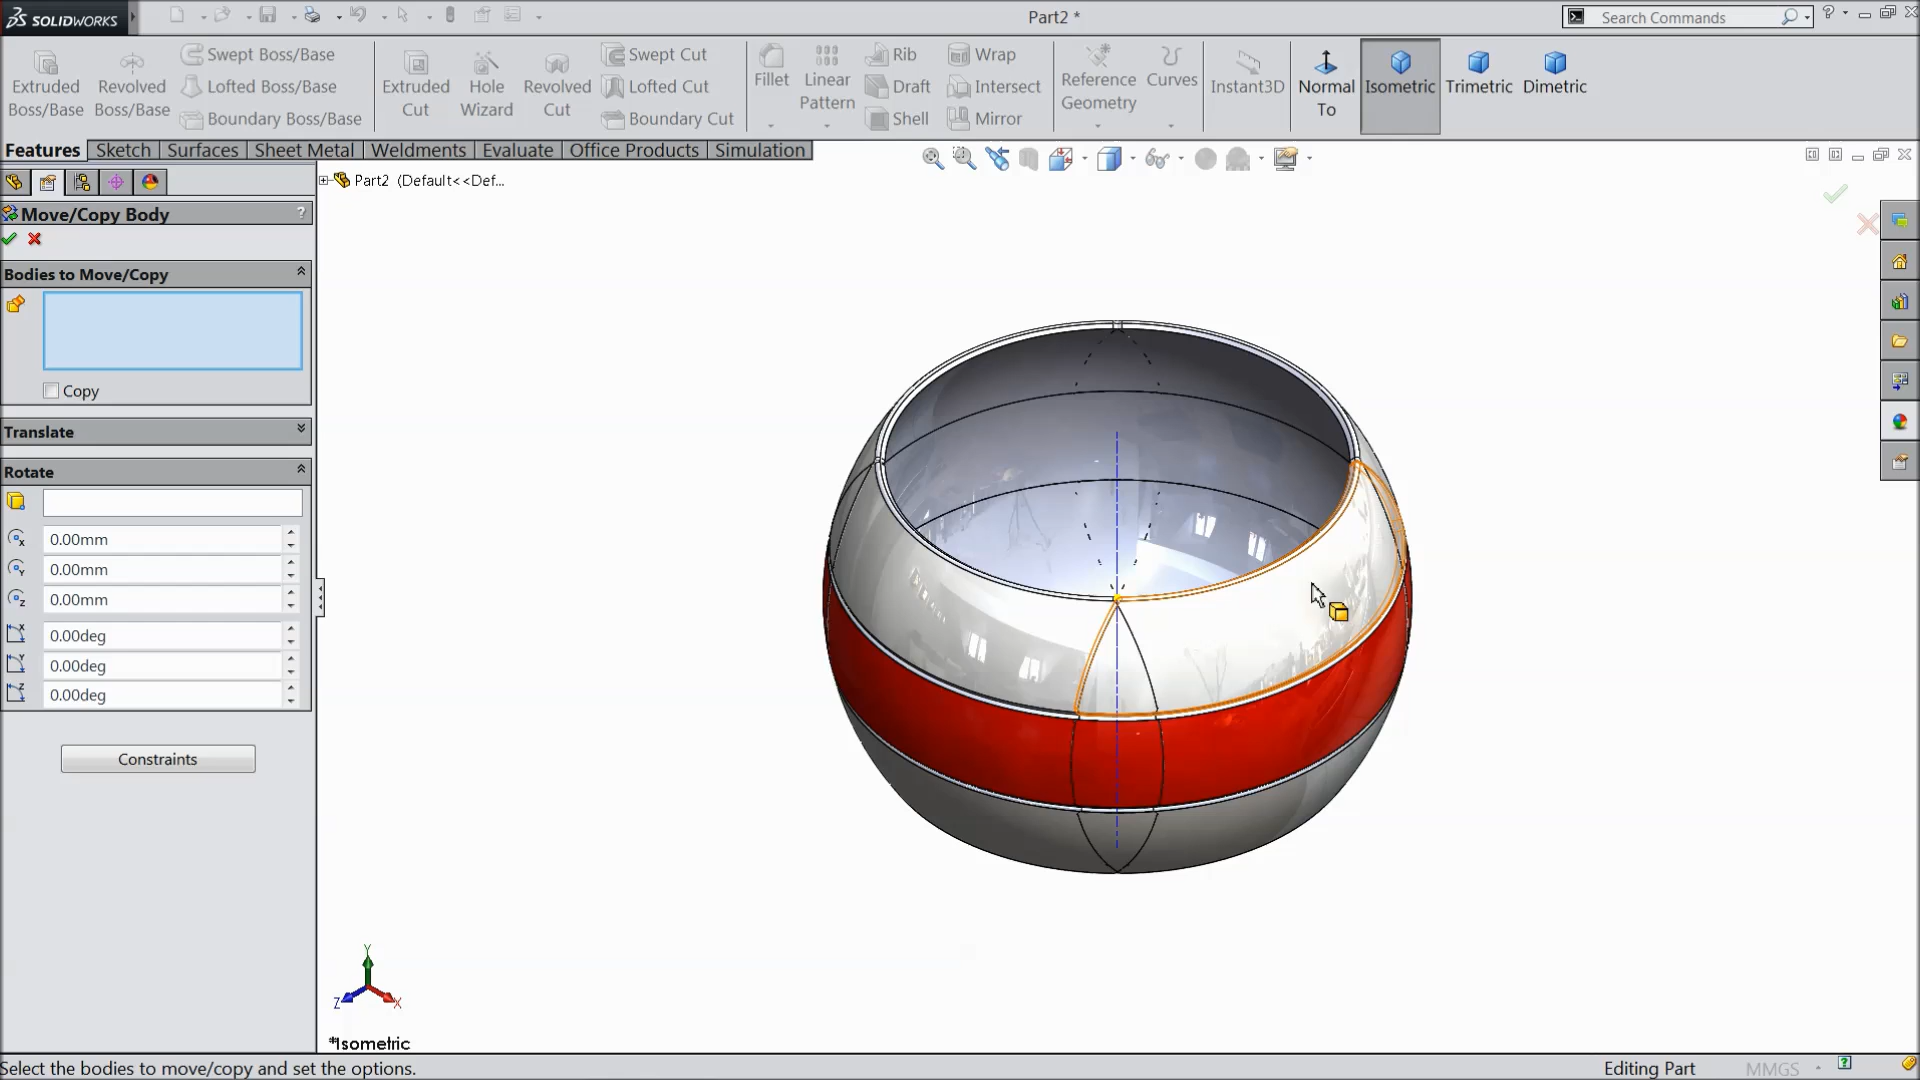 SOLIDWORKS
Part2 *
Search Commands
Extruded Boss/Base
Revolved Boss/Base
Swept Boss/Base
Lofted Boss/Base
Boundary Boss/Base
Extruded Cut
Hole Wizard
Revolved Cut
Swept Cut
Lofted Cut
Boundary Cut
Fillet
Linear Pattern
Rib
Draft
Shell
Wrap
Intersect
Mirror
Reference Geometry
Curves
Instant3D
Normal To
Isometric
Trimetric
Dimetric
Features
Sketch
Surfaces
Sheet Metal
Weldments
Evaluate
Office Products
Simulation
Part2 (Default<<Def...
Move/Copy Body
?
Bodies to Move/Copy
Copy
Translate
Rotate
0.00mm
0.00mm
0.00mm
0.00deg
0.00deg
0.00deg
Constraints
Y
Z
X
*Isometric
Select the bodies to move/copy and set the options.
Editing Part
MMGS